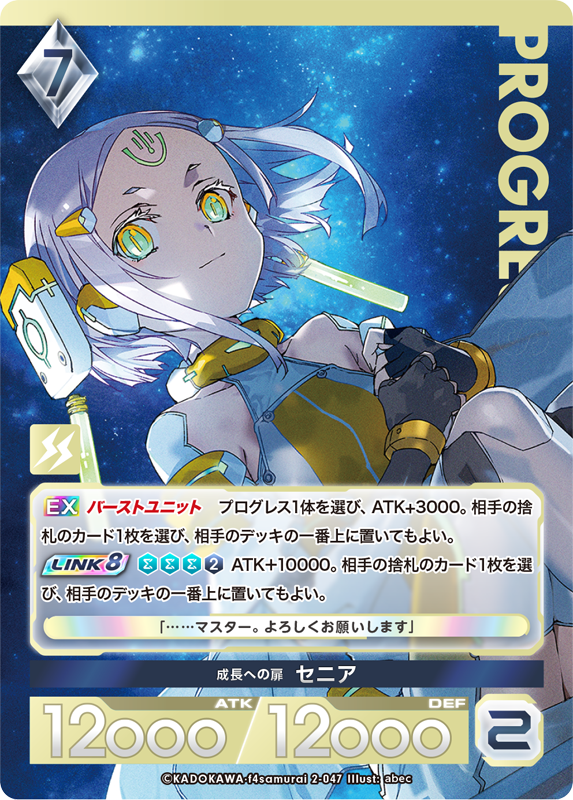 7
PROGRE
EX バーストユニット プログレス1体を選び、ATK+3000。相手の捨
札のカード1枚を選び、相手のデッキの一番上に置いてもよい。
LINK 8 2 ATK+10000。相手の捨札のカード1枚を選
び、相手のデッキの一番上に置いてもよい。
「……マスター。よろしくお願いします」
成長への扉 セニア
ATK DEF
12000 12000
2
©KADOKAWA-f4samurai 2-047 Illust: abec